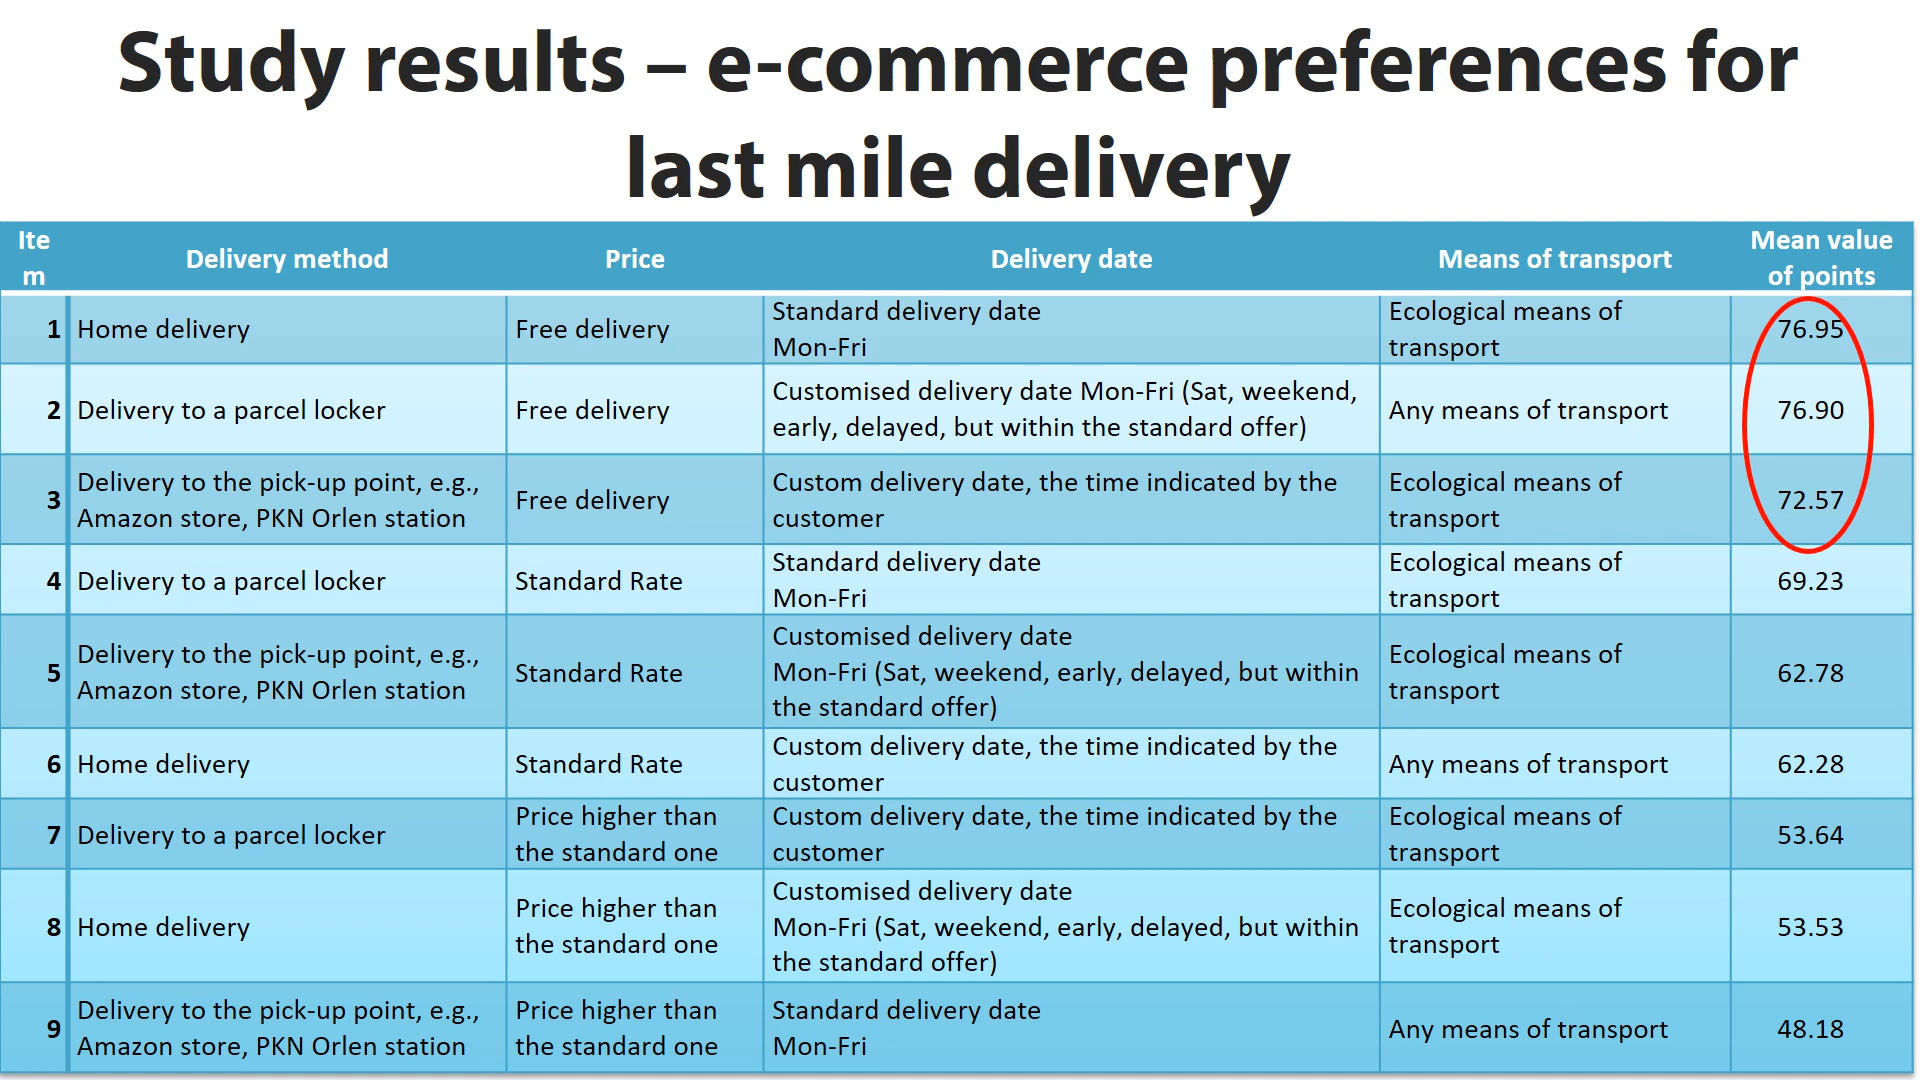 Study results – e-commerce preferences for
last mile delivery
Ite
m
Delivery method
Price
Delivery date
Means of transport
Mean value
of points
1
Home delivery
Free delivery
Standard delivery date
Mon-Fri
Ecological means of
transport
76.95
2
Delivery to a parcel locker
Free delivery
Customised delivery date Mon-Fri (Sat, weekend,
early, delayed, but within the standard offer)
Any means of transport
76.90
3
Delivery to the pick-up point, e.g.,
Amazon store, PKN Orlen station
Free delivery
Custom delivery date, the time indicated by the
customer
Ecological means of
transport
72.57
4
Delivery to a parcel locker
Standard Rate
Standard delivery date
Mon-Fri
Ecological means of
transport
69.23
5
Delivery to the pick-up point, e.g.,
Amazon store, PKN Orlen station
Standard Rate
Customised delivery date
Mon-Fri (Sat, weekend, early, delayed, but within
the standard offer)
Ecological means of
transport
62.78
6
Home delivery
Standard Rate
Custom delivery date, the time indicated by the
customer
Any means of transport
62.28
7
Delivery to a parcel locker
Price higher than
the standard one
Custom delivery date, the time indicated by the
customer
Ecological means of
transport
53.64
8
Home delivery
Price higher than
the standard one
Customised delivery date
Mon-Fri (Sat, weekend, early, delayed, but within
the standard offer)
Ecological means of
transport
53.53
9
Delivery to the pick-up point, e.g.,
Amazon store, PKN Orlen station
Price higher than
the standard one
Standard delivery date
Mon-Fri
Any means of transport
48.18